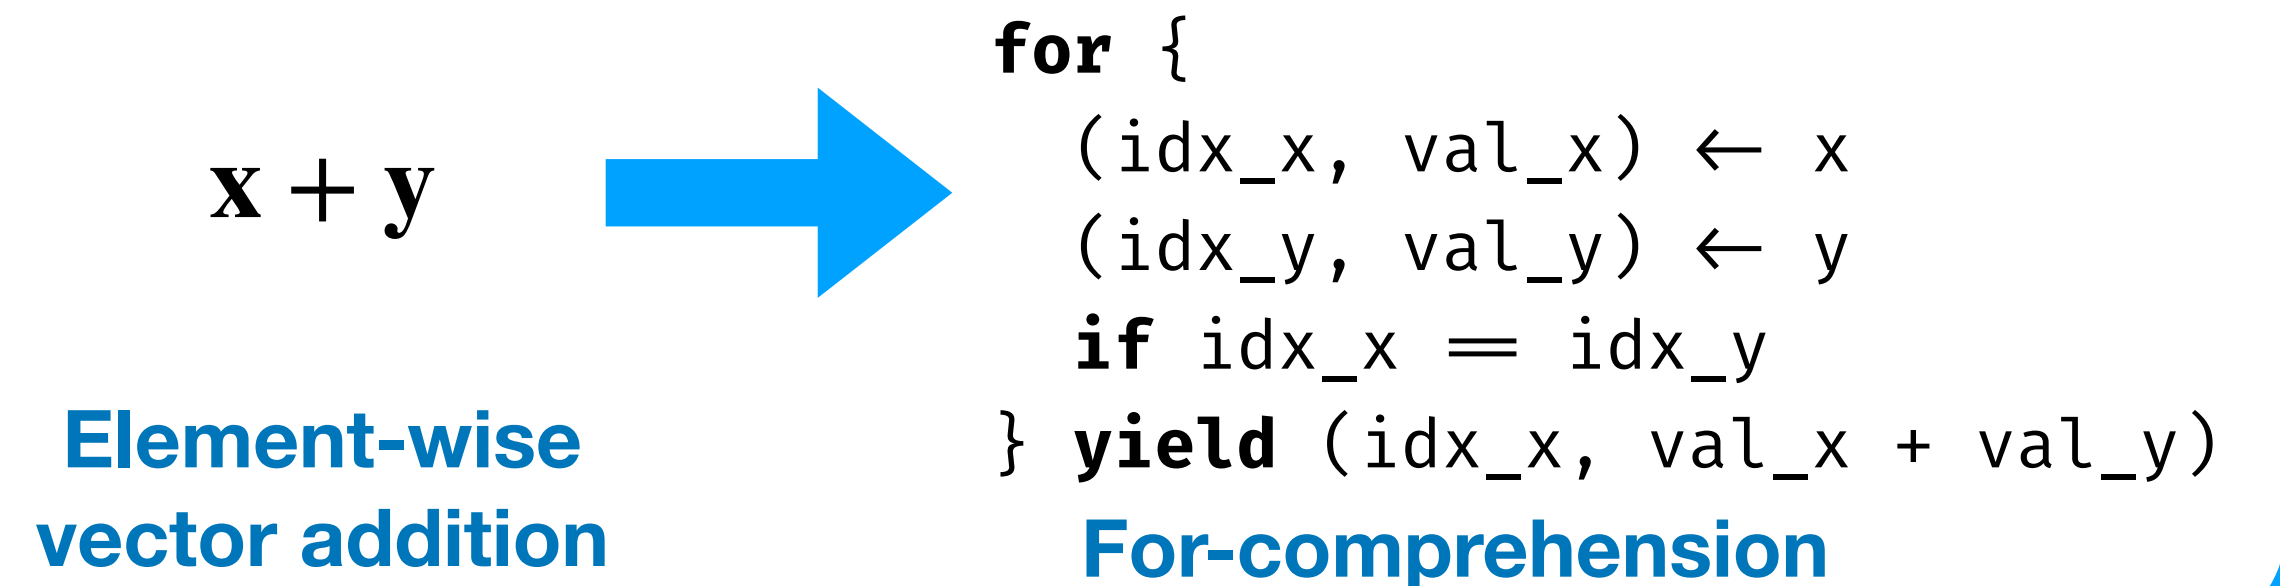 x + y
Element-wise
vector addition
for {
  (idx_x, val_x) ← x
  (idx_y, val_y) ← y
  if idx_x == idx_y
} yield (idx_x, val_x + val_y)
For-comprehension